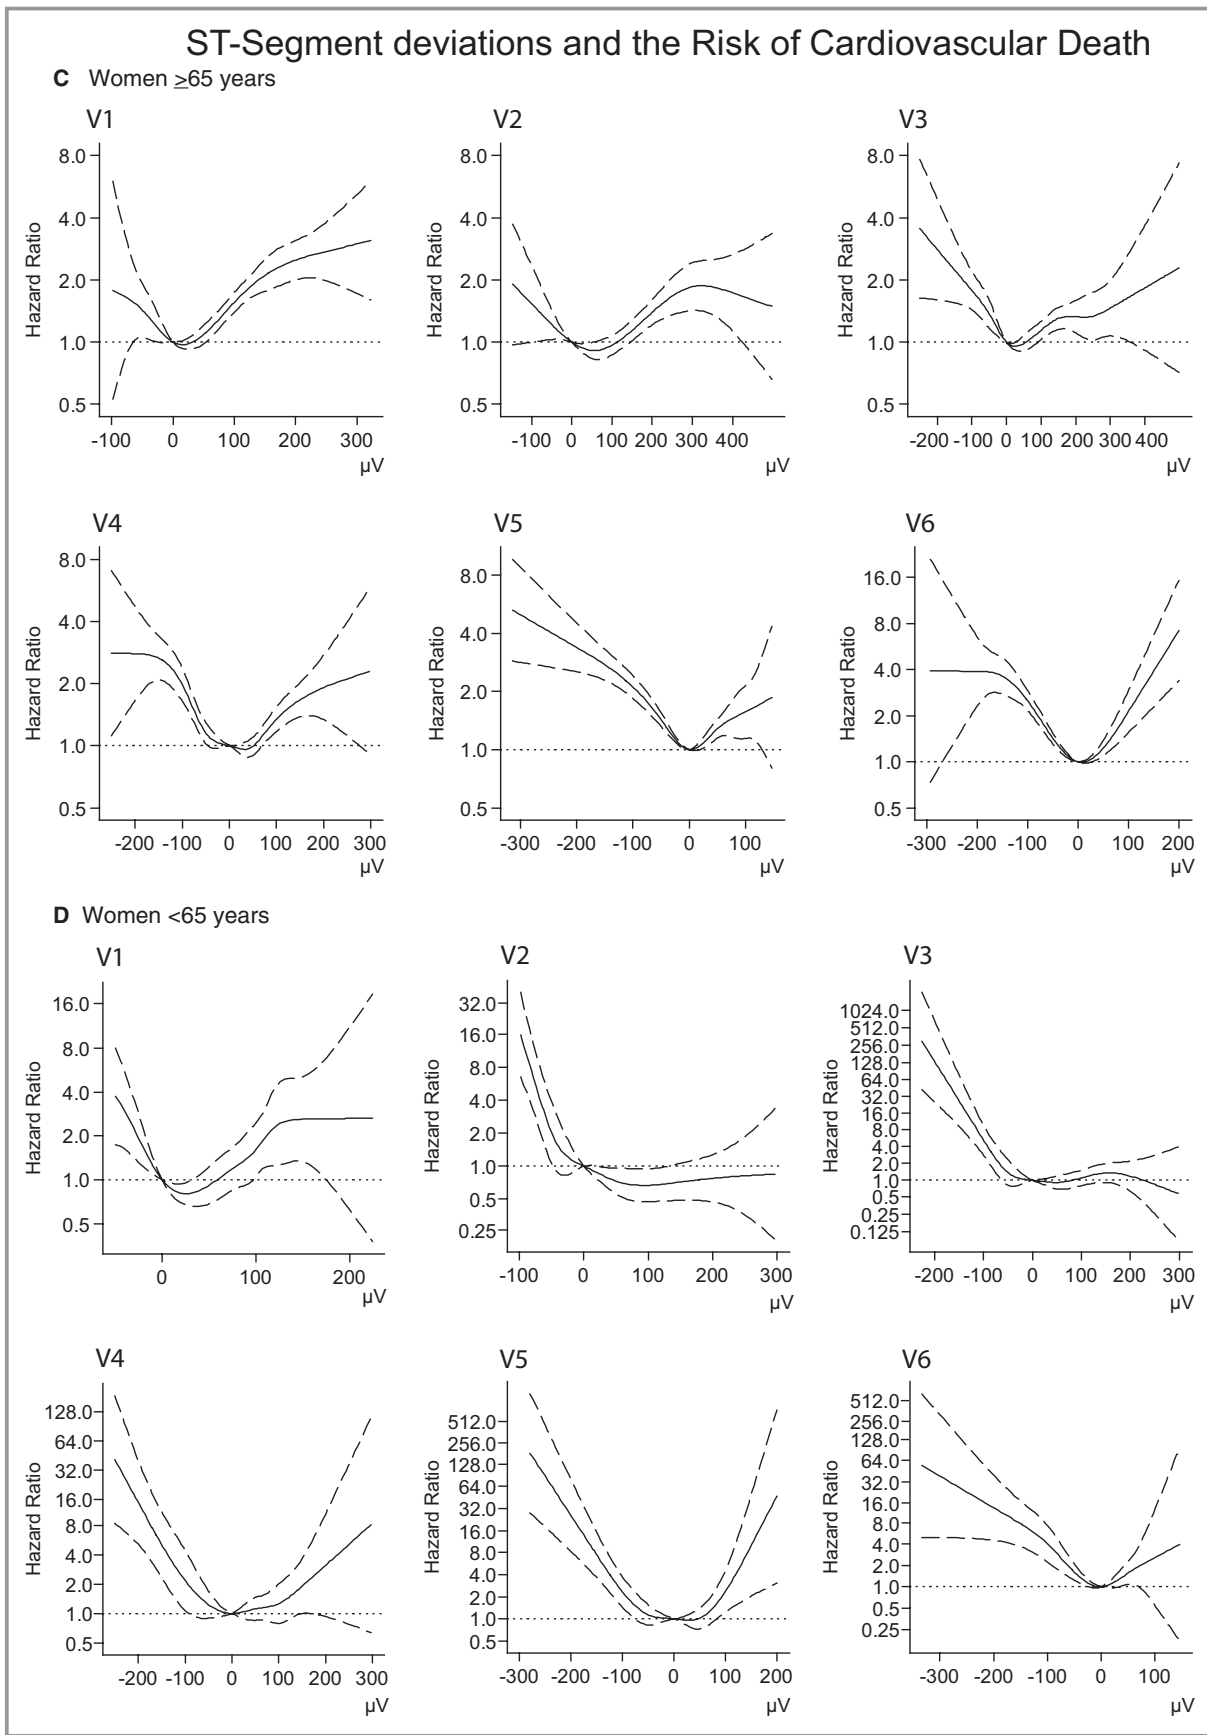 ST-Segment deviations and the Risk of Cardiovascular Death
C Women ≥65 years
V1
V2
V3
Hazard Ratio
8.0
4.0
2.0
1.0
0.5
-100 0 100 200 300
µV
Hazard Ratio
8.0
4.0
2.0
1.0
0.5
-100 0 100 200 300 400
µV
Hazard Ratio
8.0
4.0
2.0
1.0
0.5
-200 -100 0 100 200 300 400
µV
V4
V5
V6
Hazard Ratio
8.0
4.0
2.0
1.0
0.5
-200 -100 0 100 200 300
µV
Hazard Ratio
8.0
4.0
2.0
1.0
0.5
-300 -200 -100 0 100
µV
Hazard Ratio
16.0
8.0
4.0
2.0
1.0
0.5
-300 -200 -100 0 100 200
µV
D Women <65 years
V1
V2
V3
Hazard Ratio
16.0
8.0
4.0
2.0
1.0
0.5
0 100 200
µV
Hazard Ratio
32.0
16.0
8.0
4.0
2.0
1.0
0.5
0.25
-100 0 100 200 300
µV
Hazard Ratio
1024.0
512.0
256.0
128.0
64.0
32.0
16.0
8.0
4.0
2.0
1.0
0.5
0.25
0.125
-200 -100 0 100 200 300
µV
V4
V5
V6
Hazard Ratio
128.0
64.0
32.0
16.0
8.0
4.0
2.0
1.0
0.5
-200 -100 0 100 200 300
µV
Hazard Ratio
512.0
256.0
128.0
64.0
32.0
16.0
8.0
4.0
2.0
1.0
0.5
-300 -200 -100 0 100 200
µV
Hazard Ratio
512.0
256.0
128.0
64.0
32.0
16.0
8.0
4.0
2.0
1.0
0.5
0.25
-300 -200 -100 0 100
µV